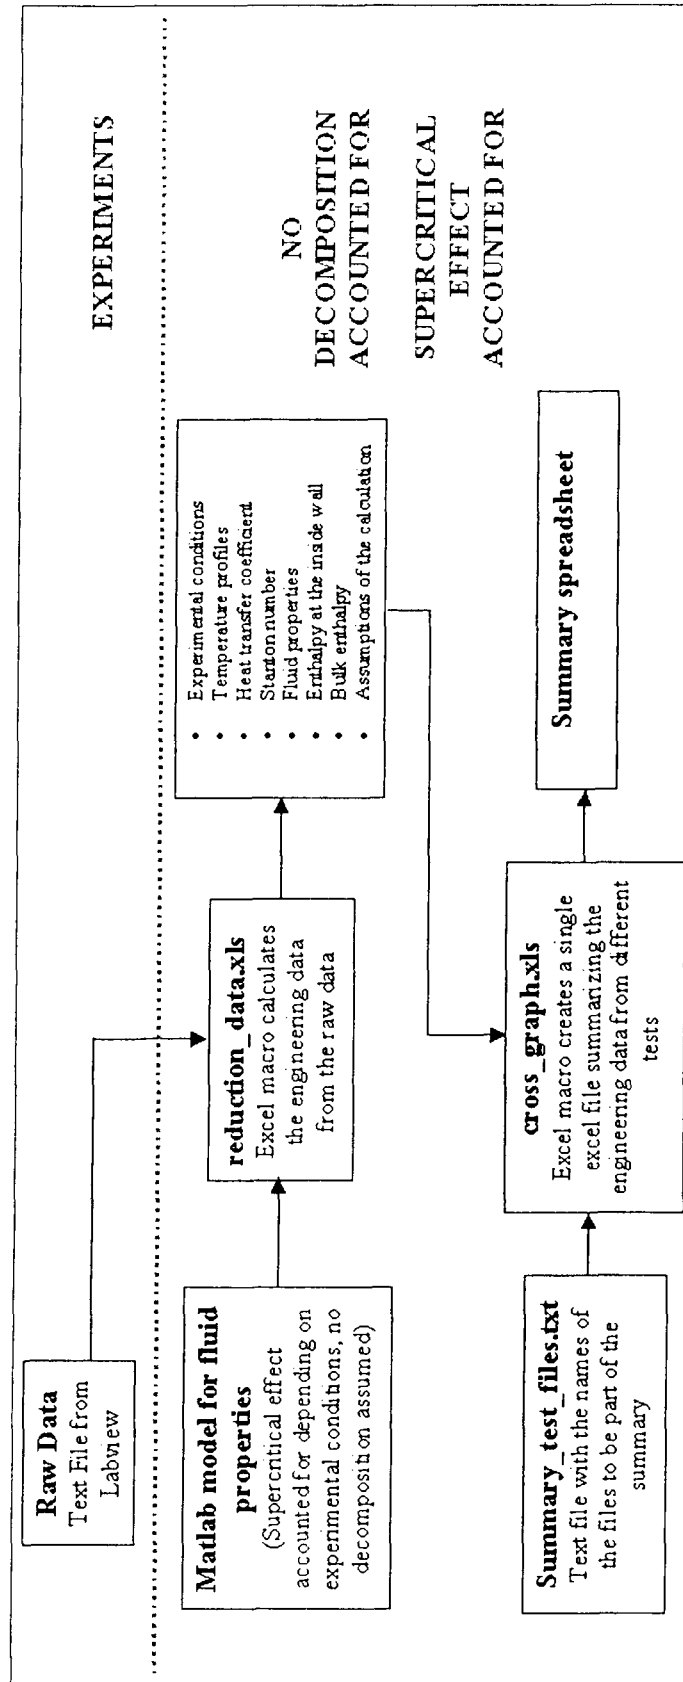 Raw Data
Text File from
Labview
EXPERIMENTS
Matlab model for fluid
properties
(Supercritical effect
accounted for depending on
experimental conditions, no
decomposition assumed)
reduction_data.xls
Excel macro calculates
the engineering data
from the raw data
• Experimental conditions
• Temperature profiles
• Heat transfer coefficient
• Stanton number
• Fluid properties
• Enthalpy at the inside wall
• Bulk enthalpy
• Assumptions of the calculation
NO
DECOMPOSITION
ACCOUNTED FOR
SUPERCRITICAL
EFFECT
ACCOUNTED FOR
Summary_test_files.txt
Text file with the names of
the files to be part of the
summary
cross_graph.xls
Excel macro creates a single
excel file summarizing the
engineering data from different
tests
Summary spreadsheet